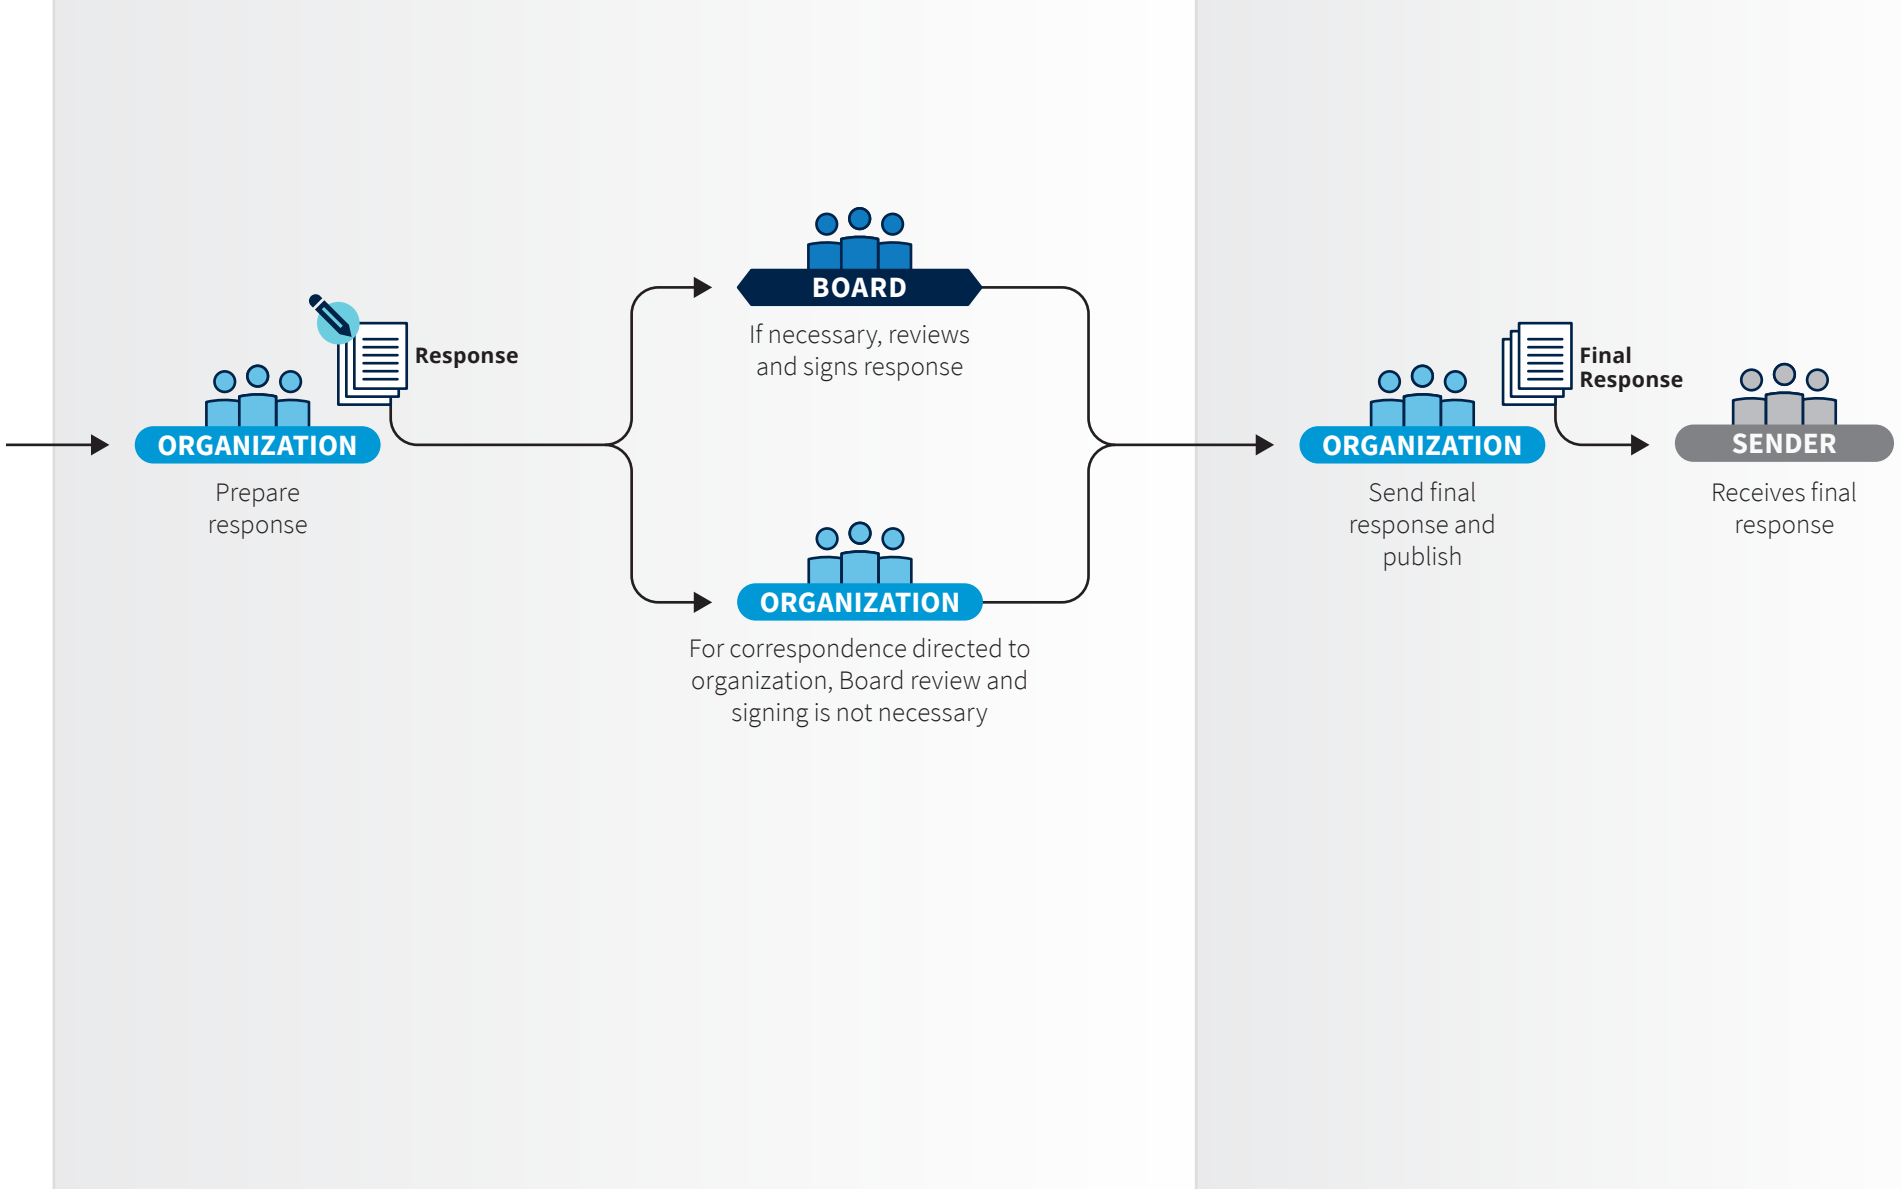 ORGANIZATION
Prepare
response
Response
BOARD
If necessary, reviews
and signs response
ORGANIZATION
For correspondence directed to
organization, Board review and
signing is not necessary
ORGANIZATION
Send final
response and
publish
Final
Response
SENDER
Receives final
response